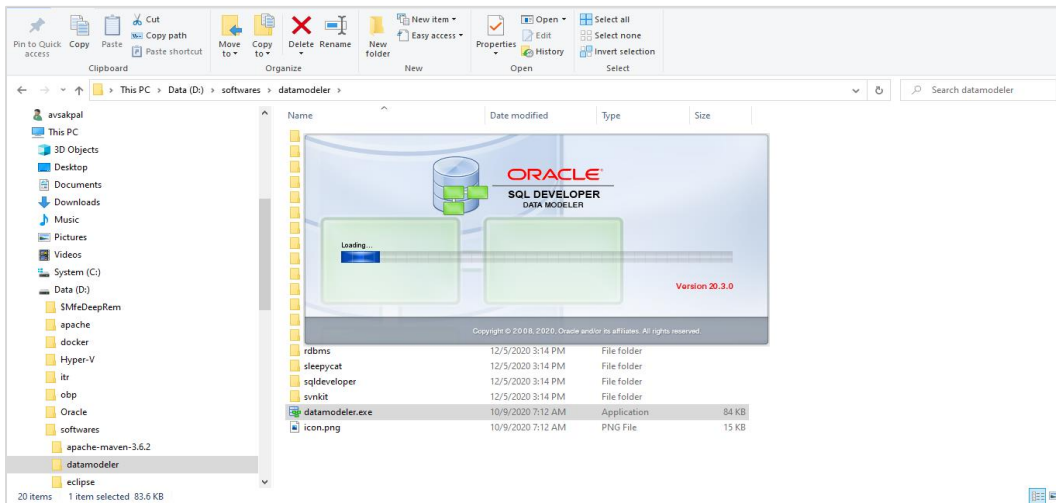 Cut
Copy path
Paste shortcut
Pin to Quick access
Copy
Paste
Clipboard
Move to
Copy to
Delete
Rename
Organize
New folder
New item
Easy access
New
Properties
Open
Edit
History
Open
Select all
Select none
Invert selection
Select
This PC > Data (D:) > softwares > datamodeler >
Search datamodeler
avsakpal
This PC
3D Objects
Desktop
Documents
Downloads
Music
Pictures
Videos
System (C:)
Data (D:)
$MfeDeepRem
apache
docker
Hyper-V
itr
obp
Oracle
softwares
apache-maven-3.6.2
datamodeler
eclipse
Name Date modified Type Size
ORACLE
SQL DEVELOPER
DATA MODELER
Loading...
Version 20.3.0
Copyright © 2008, 2020, Oracle and/or its affiliates. All rights reserved
rdbms 12/5/2020 3:14 PM File folder
sleepycat 12/5/2020 3:14 PM File folder
sqldeveloper 12/5/2020 3:14 PM File folder
svnkit 12/5/2020 3:14 PM File folder
datamodeler.exe 10/9/2020 7:12 AM Application 84 KB
icon.png 10/9/2020 7:12 AM PNG File 15 KB
20 items 1 item selected 83.6 KB